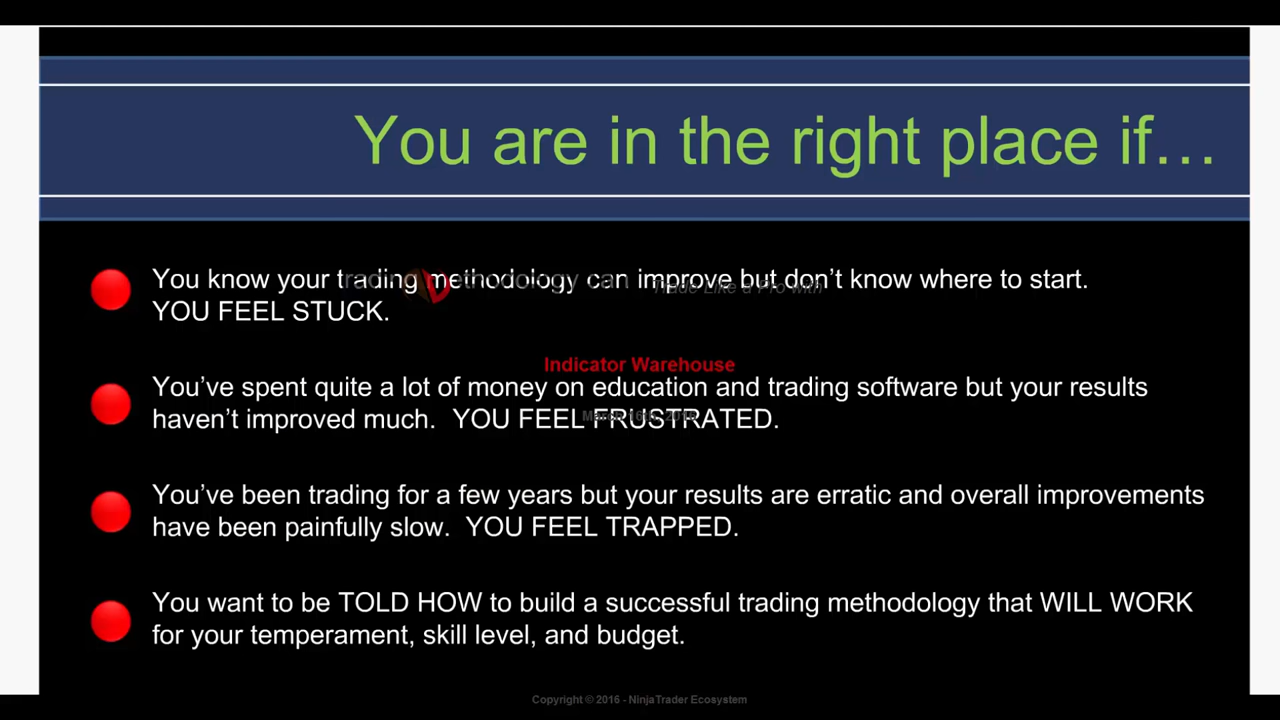 You are in the right place if…
You know your trading methodology can improve but don’t know where to start.
Trade Like a Pro with
YOU FEEL STUCK.
Indicator Warehouse
You’ve spent quite a lot of money on education and trading software but your results
haven’t improved much. YOU FEEL FRUSTRATED.
You’ve been trading for a few years but your results are erratic and overall improvements
have been painfully slow. YOU FEEL TRAPPED.
You want to be TOLD HOW to build a successful trading methodology that WILL WORK
for your temperament, skill level, and budget.
Copyright © 2016 - NinjaTrader Ecosystem